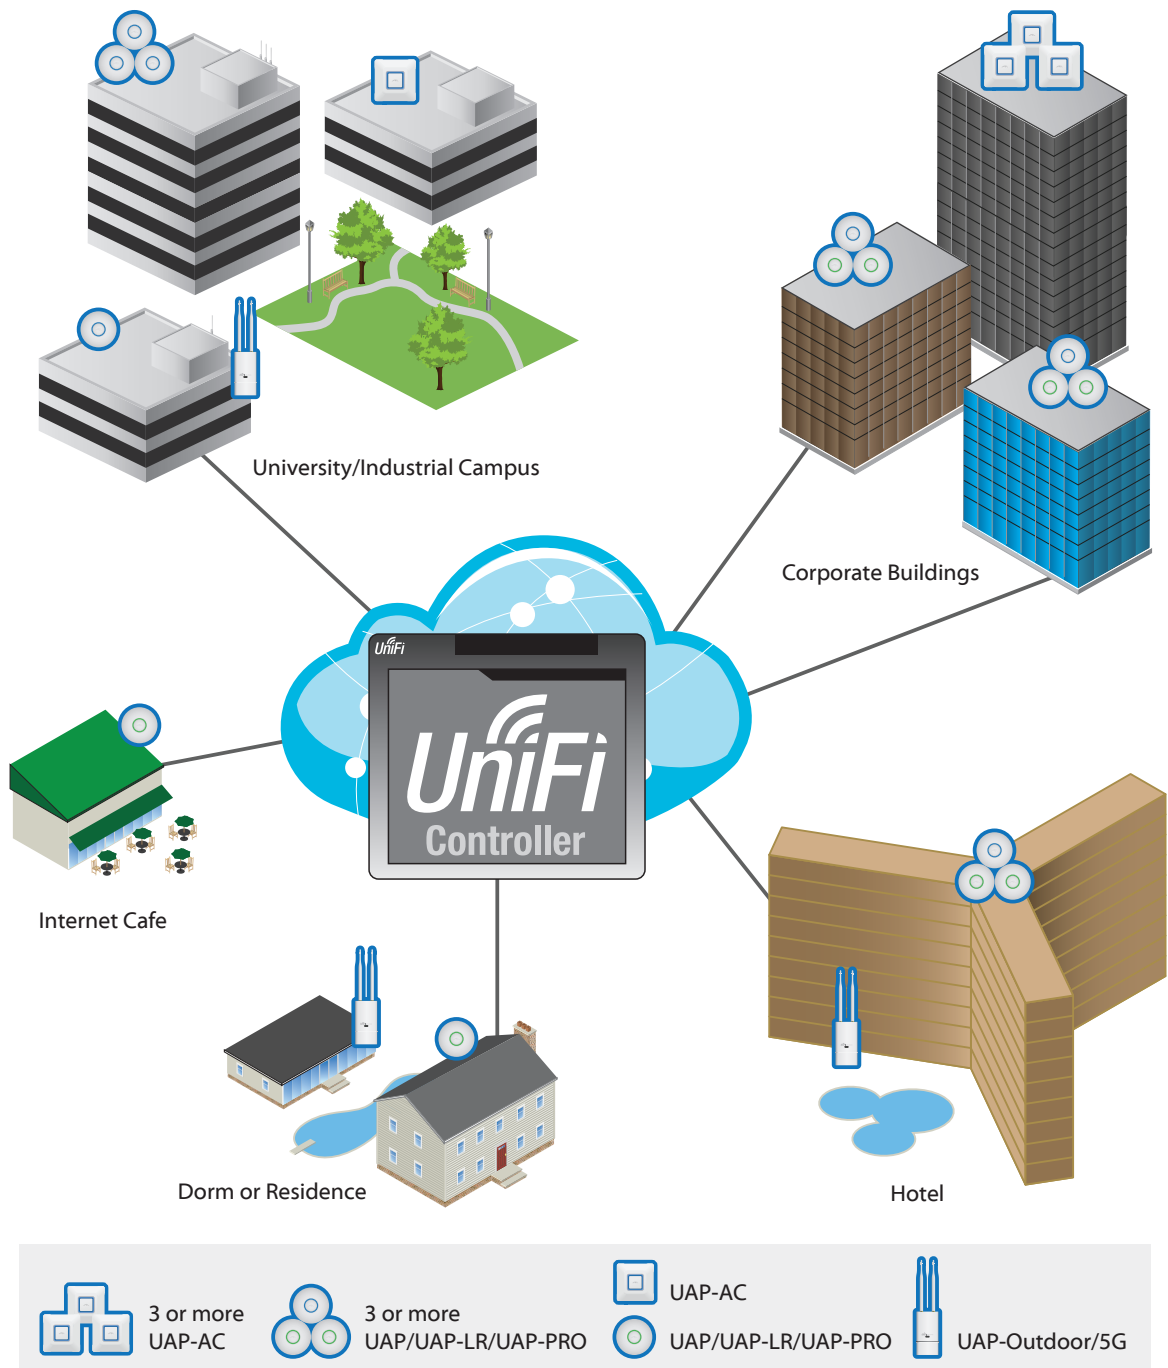 University/Industrial Campus
Corporate Buildings
UniFi
UniFi
Controller
Internet Cafe
Dorm or Residence
Hotel
3 or more
UAP-AC
3 or more
UAP/UAP-LR/UAP-PRO
UAP-AC
UAP/UAP-LR/UAP-PRO
UAP-Outdoor/5G